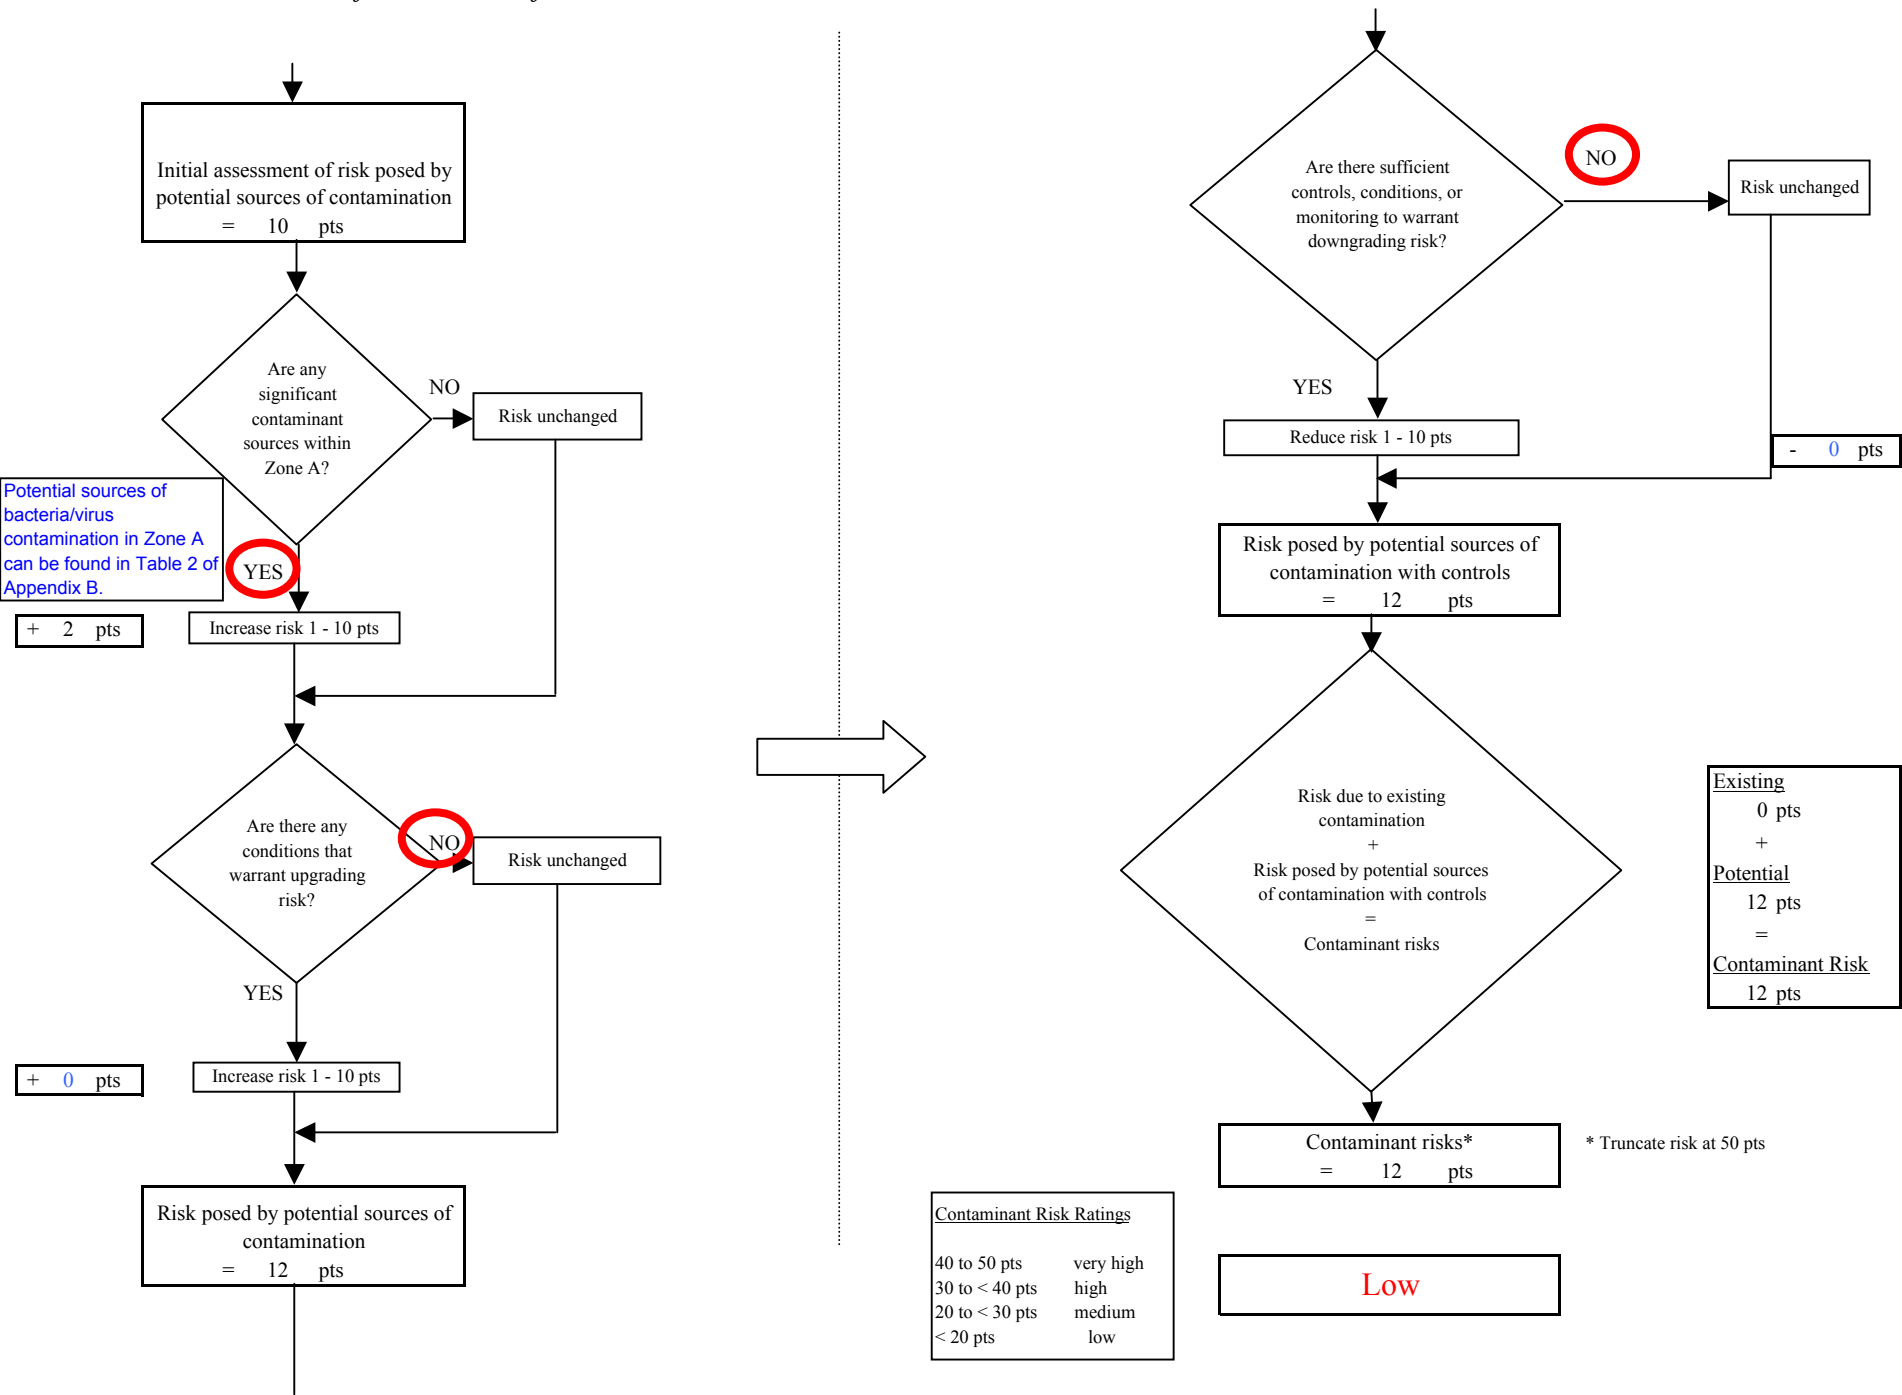 Initial assessment of risk posed by
potential sources of contamination
= 10 pts
Are any
significant
contaminant
sources within
Zone A?
NO
Risk unchanged
Potential sources of
bacteria/virus
contamination in Zone A
can be found in Table 2 of
Appendix B.
YES
+ 2 pts
Increase risk 1 - 10 pts
Are there any
conditions that
warrant upgrading
risk?
NO
Risk unchanged
YES
+ 0 pts
Increase risk 1 - 10 pts
Risk posed by potential sources of
contamination
= 12 pts
Are there sufficient
controls, conditions, or
monitoring to warrant
downgrading risk?
NO
Risk unchanged
YES
Reduce risk 1 - 10 pts
- 0 pts
Risk posed by potential sources of
contamination with controls
= 12 pts
Risk due to existing
contamination
+
Risk posed by potential sources
of contamination with controls
=
Contaminant risks
Existing
0 pts
+
Potential
12 pts
=
Contaminant Risk
12 pts
Contaminant risks*
= 12 pts
* Truncate risk at 50 pts
Contaminant Risk Ratings
40 to 50 pts very high
30 to < 40 pts high
20 to < 30 pts medium
< 20 pts low
Low